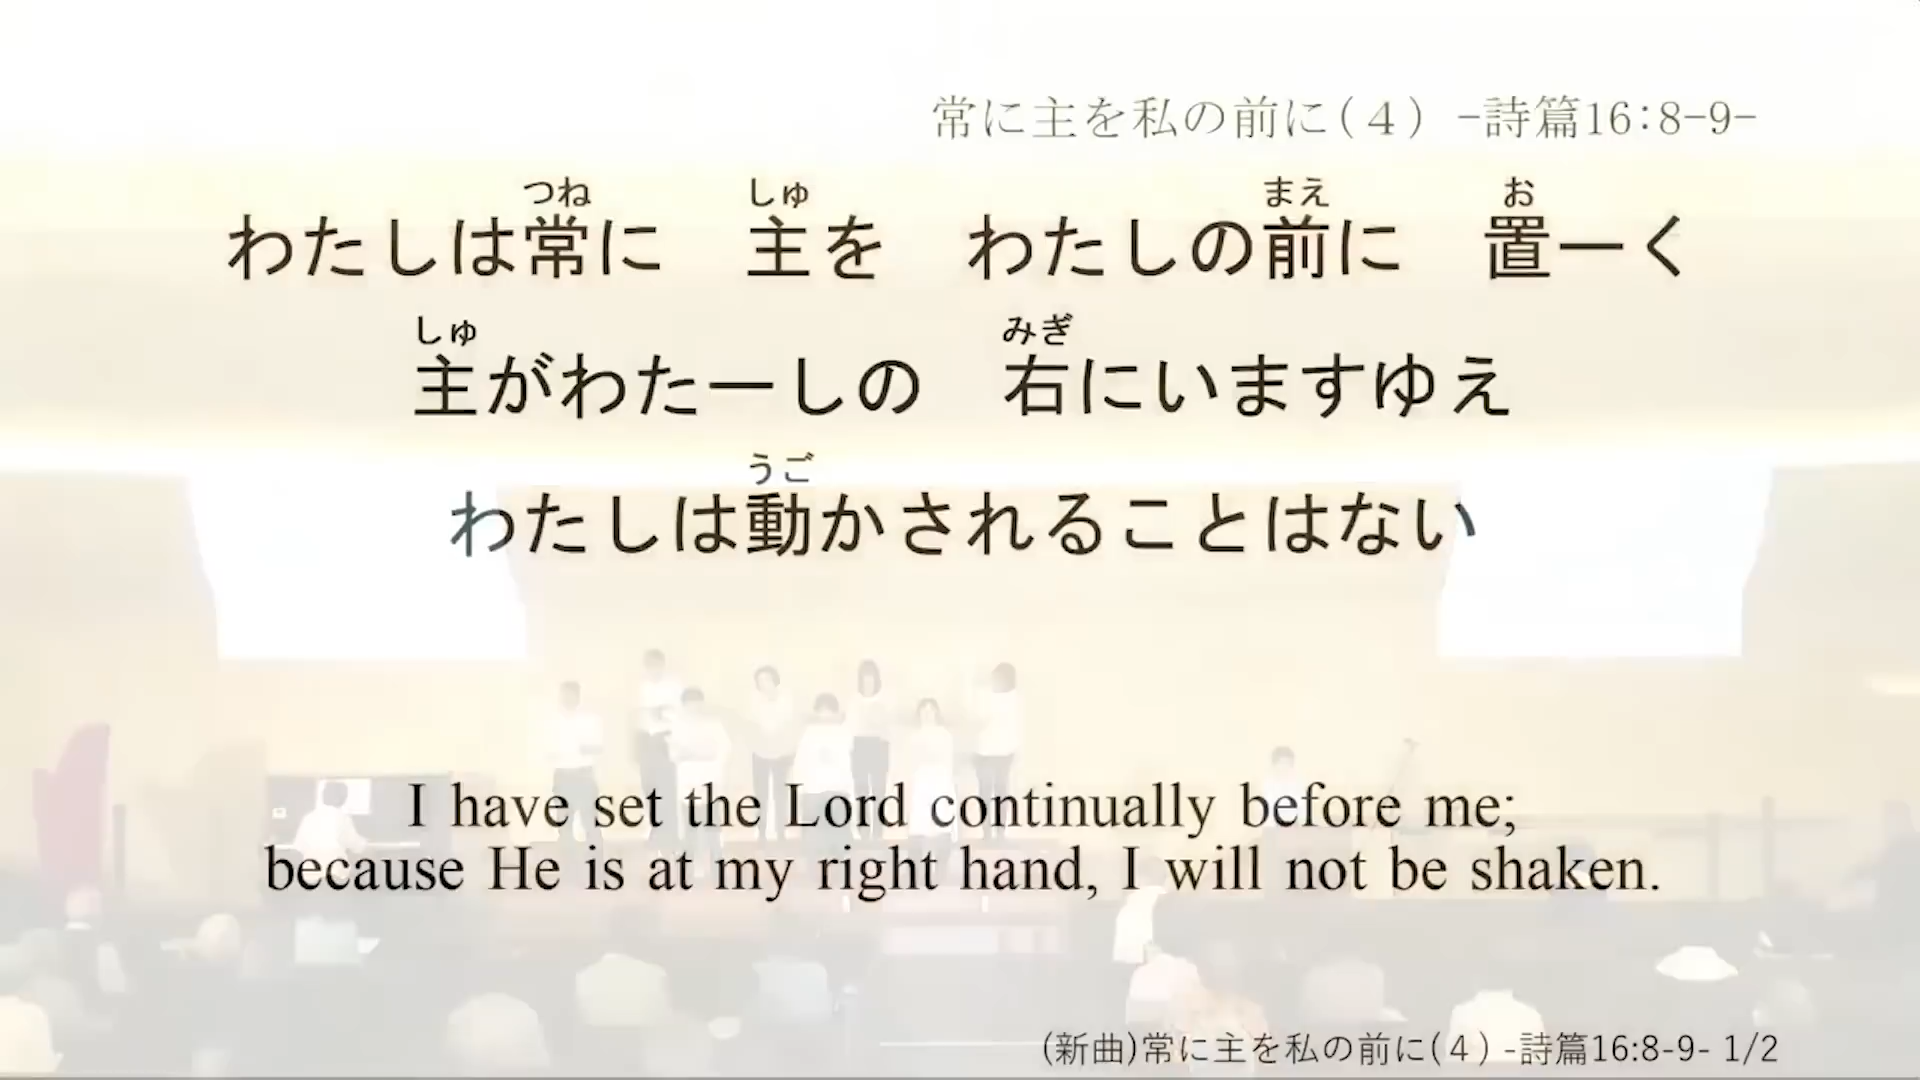 常に主を私の前に(４) -詩篇16:8-9-
つね しゅ まえ お
わたしは常に 主を わたしの前に 置ーく
しゅ みぎ
主がわたーしの 右にいますゆえ
うご
わたしは動かされることはない
I have set the Lord continually before me;
because He is at my right hand, I will not be shaken.
(新曲)常に主を私の前に(４) -詩篇16:8-9- 1/2